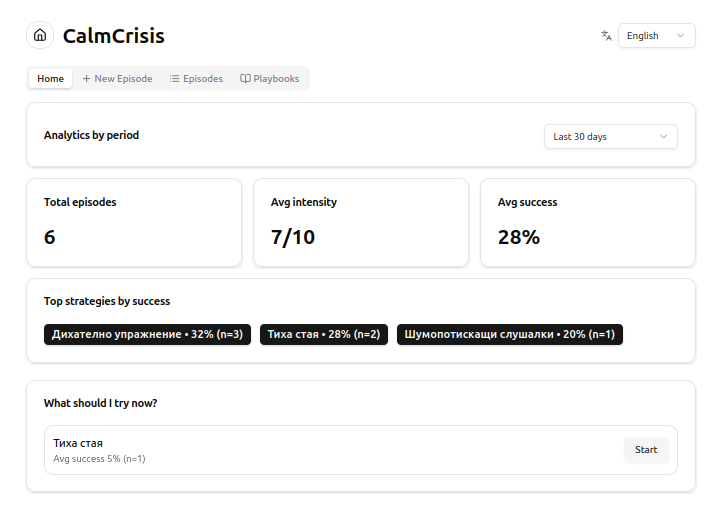 CalmCrisis
English
Home
New Episode
Episodes
Playbooks
Analytics by period
Last 30 days
Total episodes
Avg intensity
Avg success
6
7/10
28%
Top strategies by success
Дихателно упражнение • 32% (n=3)
Тиха стая • 28% (n=2)
Шумопотискащи слушалки • 20% (n=1)
What should I try now?
Тиха стая
Avg success 5% (n=1)
Start